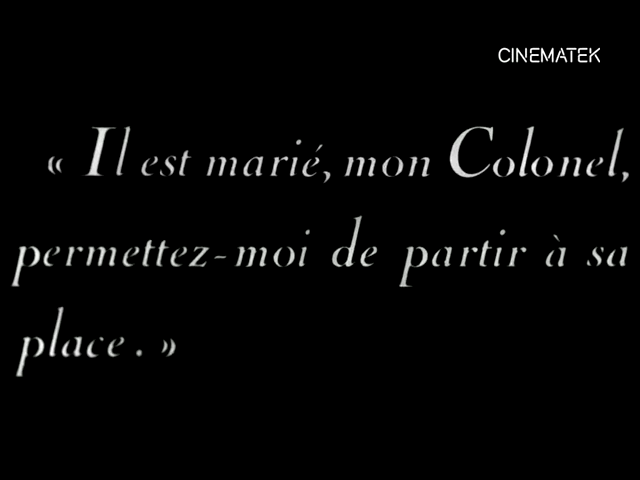 CINEMATEK
« Il est marié, mon Colonel,
permettez-moi de partir à sa
place. »